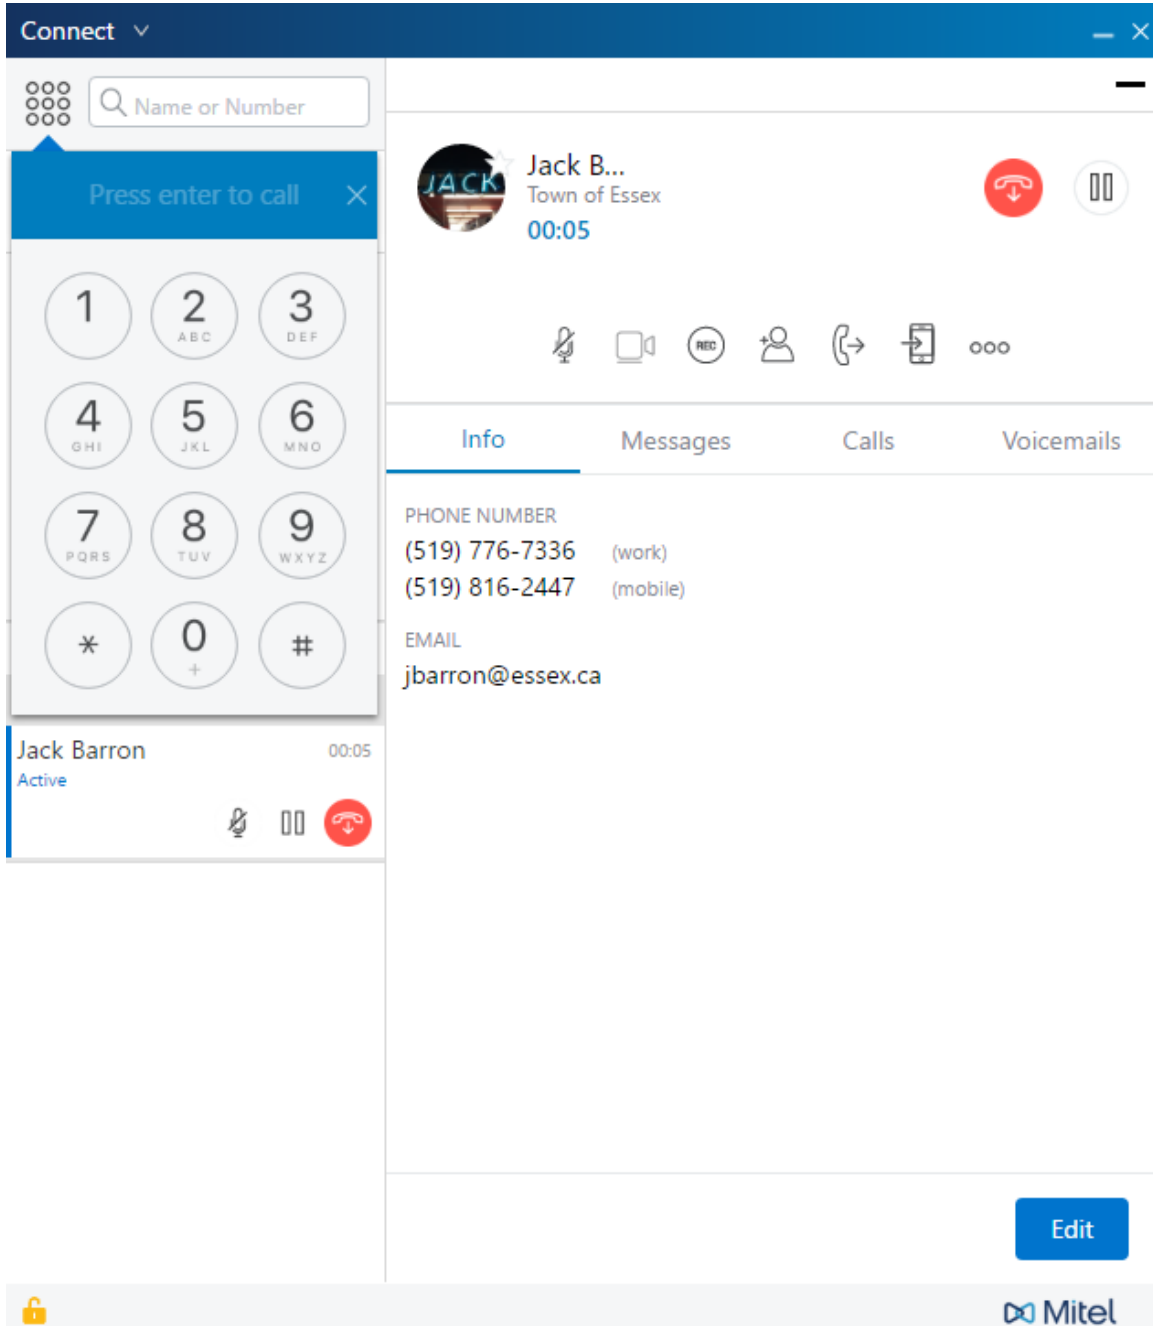 Connect
Name or Number
Press enter to call
1
2
ABC
3
DEF
4
GHI
5
JKL
6
MNO
7
PQRS
8
TUV
9
WXYZ
*
0
+
#
Jack Barron
00:05
Active
JACK
Jack B...
Town of Essex
00:05
REC
Info
Messages
Calls
Voicemails
PHONE NUMBER
(519) 776-7336 (work)
(519) 816-2447 (mobile)
EMAIL
jbarron@essex.ca
Edit
Mitel